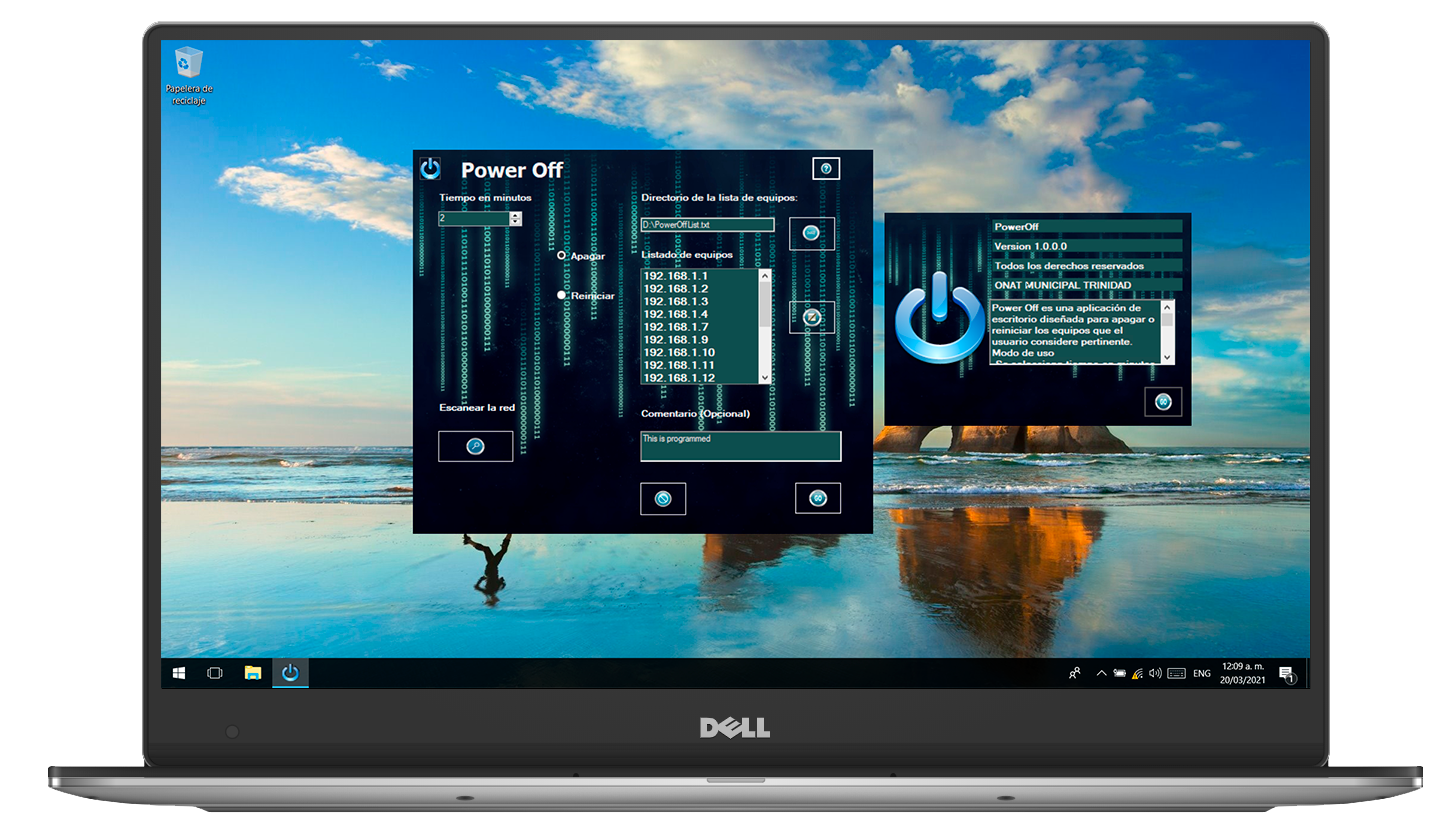 Papelera de
reciclaje
Power Off
Tiempo en minutos
2
Directorio de la lista de equipos:
D:\PowerOffList.txt
Apagar
Reiniciar
Listado de equipos
192.168.1.1
192.168.1.2
192.168.1.3
192.168.1.4
192.168.1.7
192.168.1.9
192.168.1.10
192.168.1.11
192.168.1.12
Escanear la red
Comentario (Opcional)
This is programmed
GO
PowerOff
Version 1.0.0.0
Todos los derechos reservados
ONAT MUNICIPAL TRINIDAD
Power Off es una aplicación de
escritorio diseñada para apagar o
reiniciar los equipos que el
usuario considere pertinente.
Modo de uso
GO
ENG
12:09 a. m.
20/03/2021
1
DELL